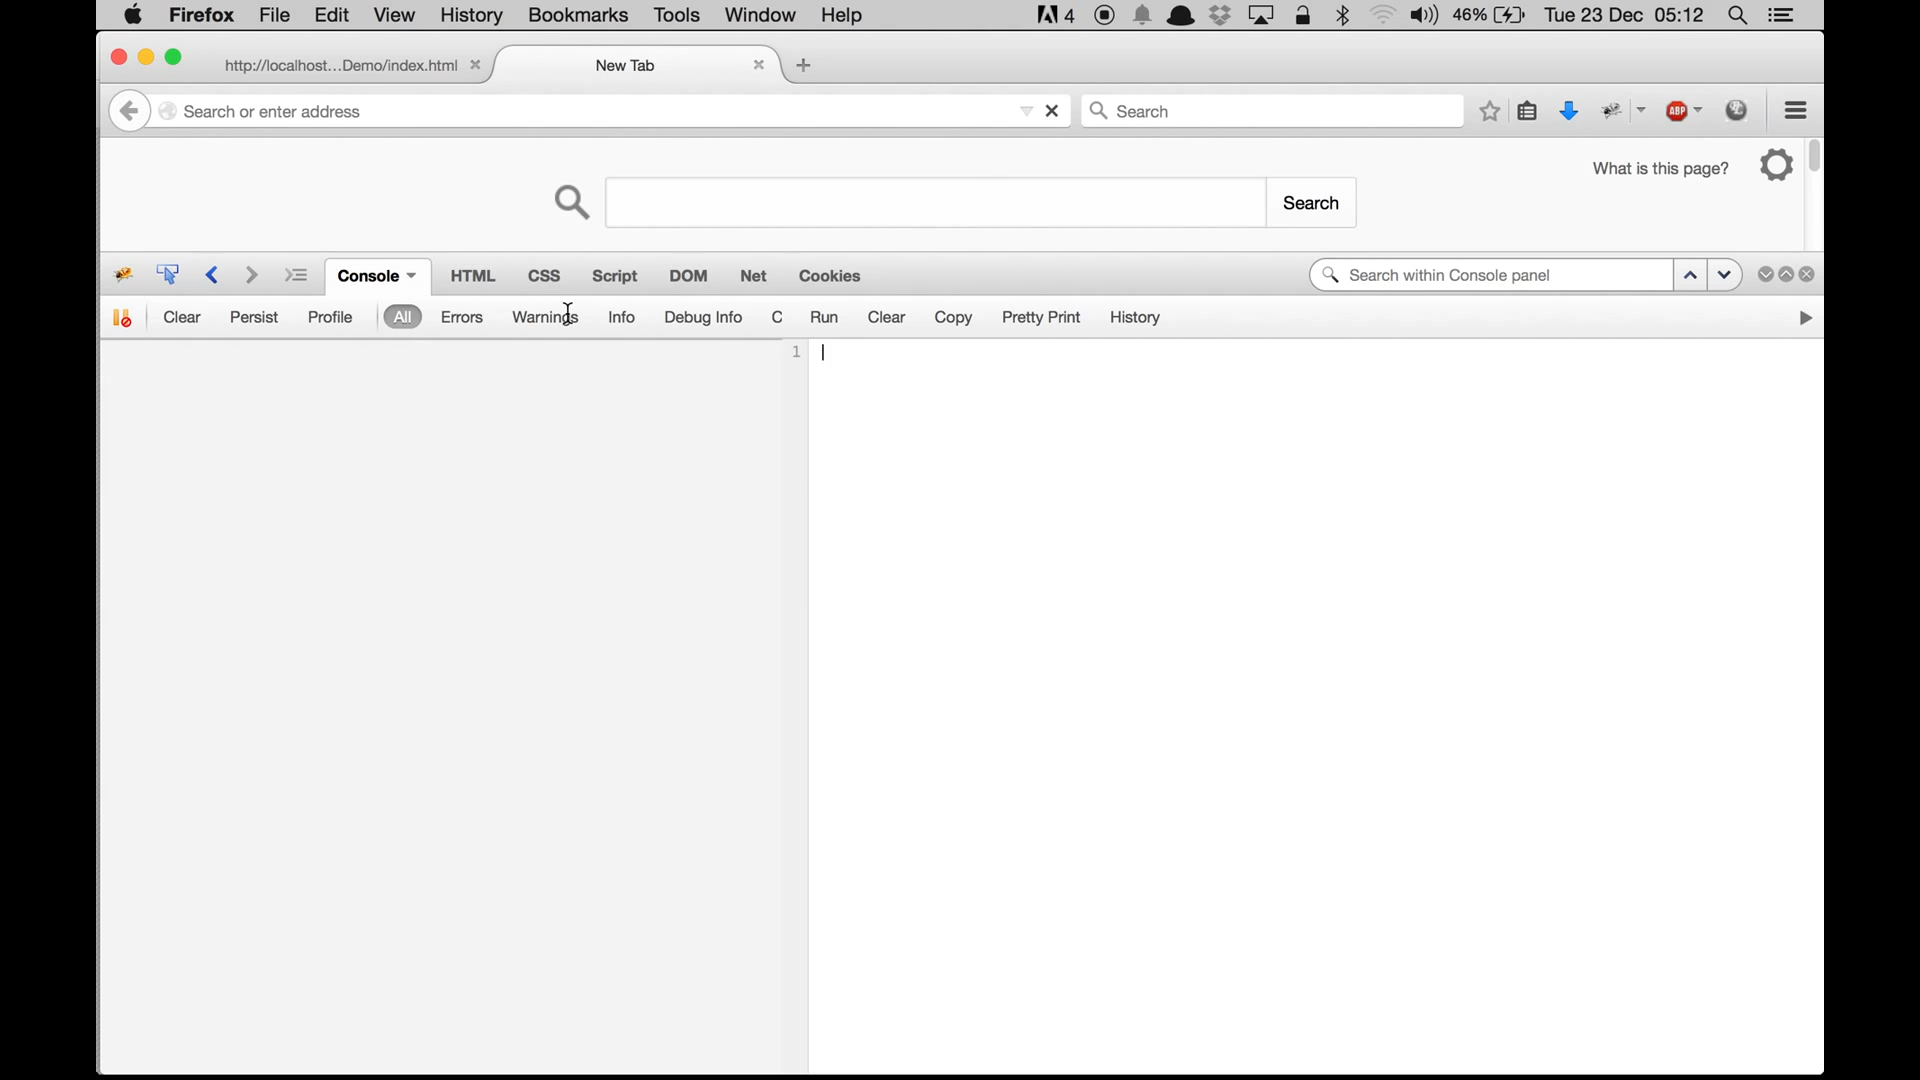 Firefox File Edit View History Bookmarks Tools Window Help 4 46% Tue 23 Dec 05:12
http://localhost...Demo/index.html New Tab
Search or enter address Search ABP
What is this page?
Search
Console HTML CSS Script DOM Net Cookies Search within Console panel
Clear Persist Profile All Errors Warnings Info Debug Info C Run Clear Copy Pretty Print History
1